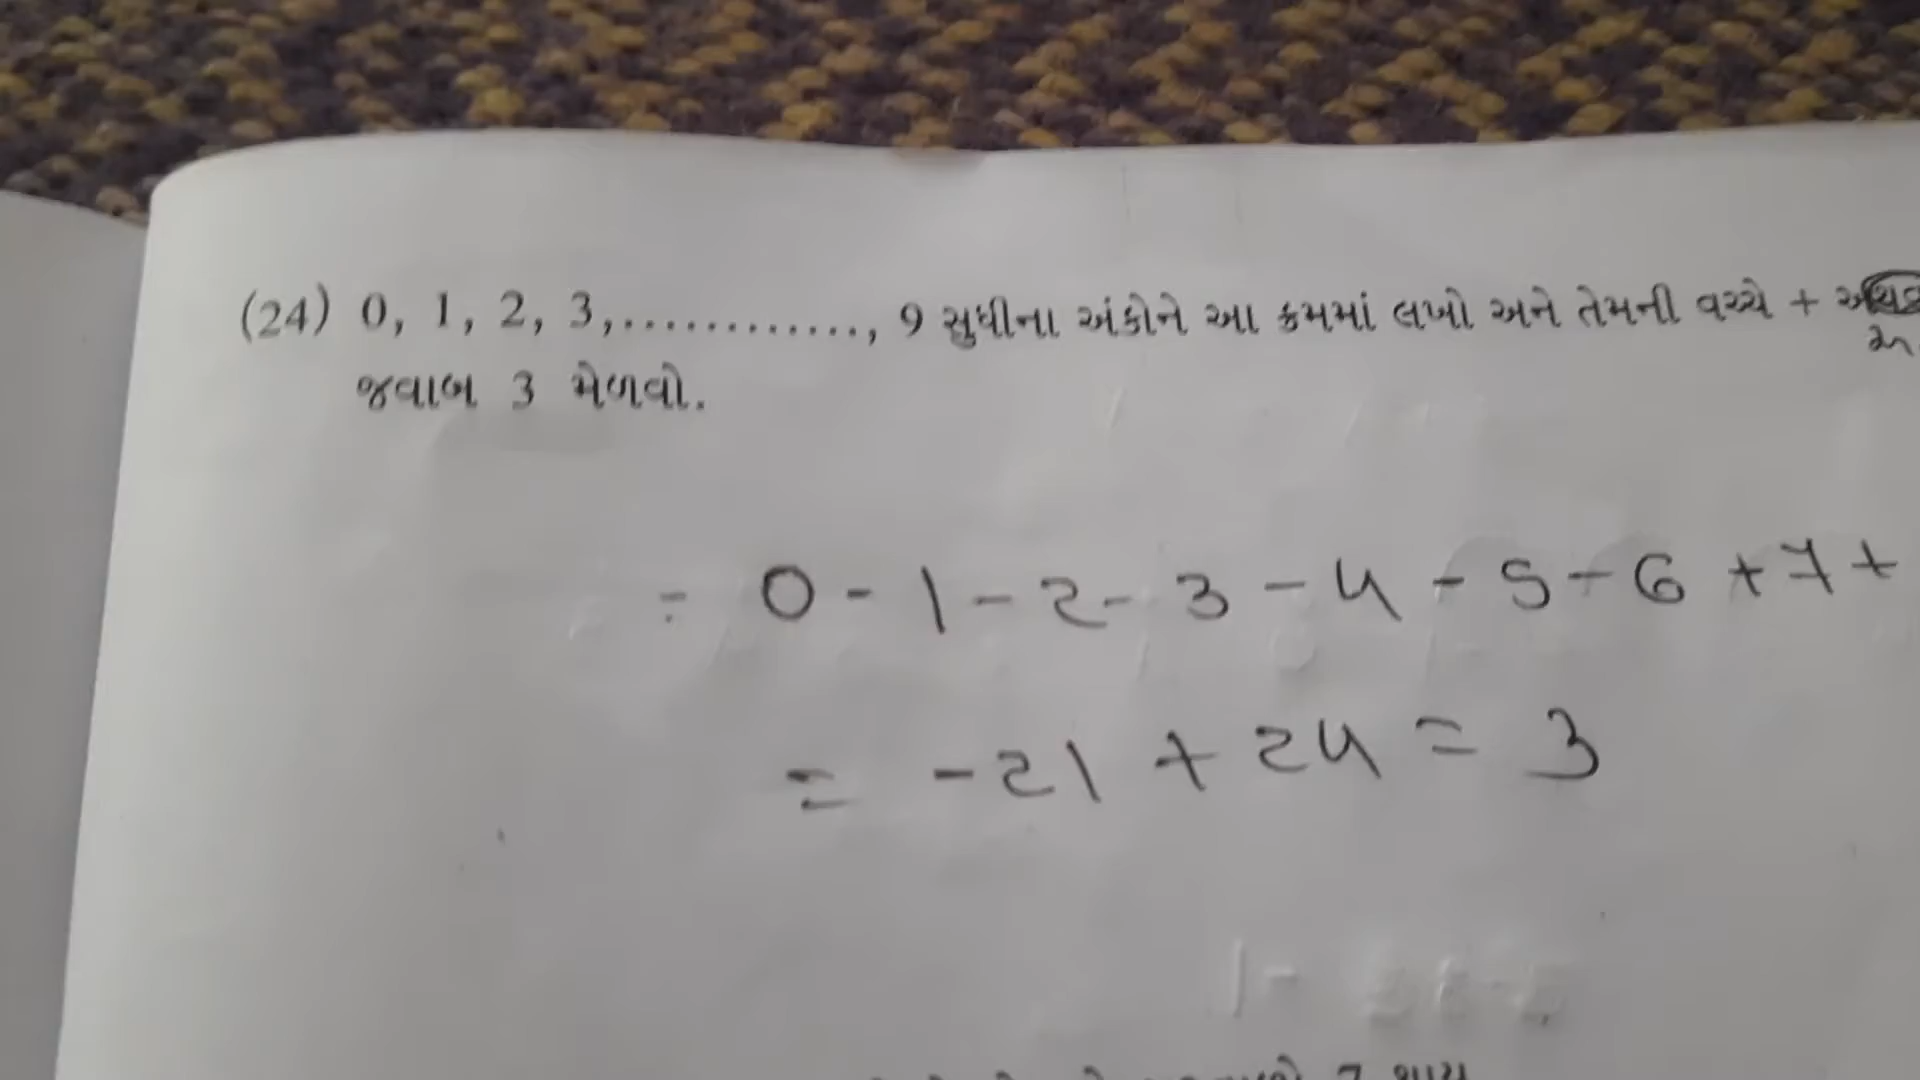 (24) 0, 1, 2, 3,............., 9 સુધીના અંકોને આ ક્રમમાં લખો અને તેમની વચ્ચે +
જવાબ 3 મેળવો.
= 0 - 1 - 2 - 3 - 4 - 5 - 6 + 7 +
= - 21 + 24 = 3